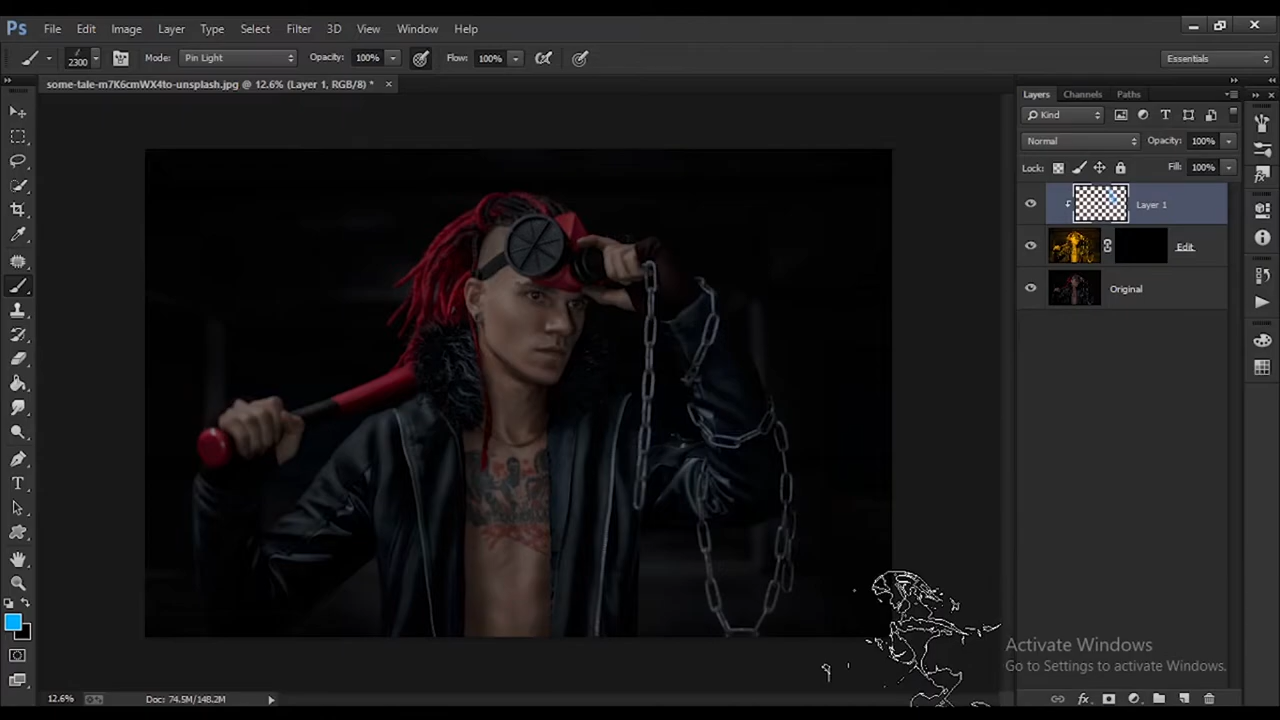 Ps File Edit Image Layer Type Select Filter 3D View Window Help
2300 Mode: Pin Light Opacity: 100% Flow: 100% Essentials
some-tale-m7K6cmWX4to-unsplash.jpg @ 12.6% (Layer 1, RGB/8) *
Layers Channels Paths
Kind
Normal Opacity: 100%
Lock: Fill: 100%
Layer 1
Edit
Original
T
Activate Windows
Go to Settings to activate Windows.
12.6% Doc: 74.5M/148.2M
fx